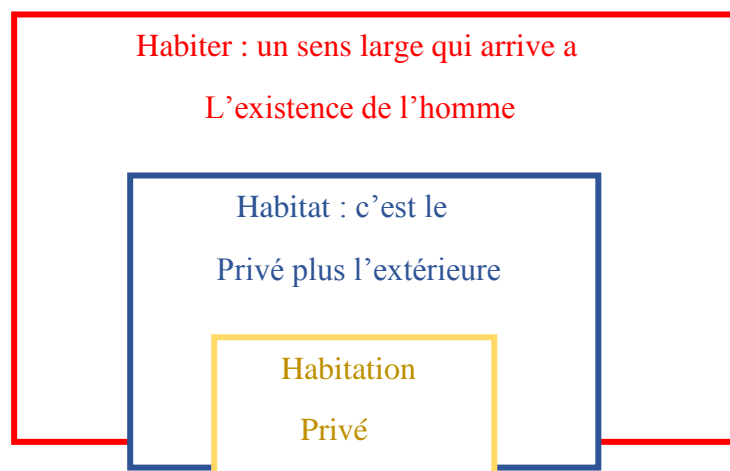 Habiter : un sens large qui arrive a
L’existence de l’homme
Habitat : c’est le
Privé plus l’extérieure
Habitation
Privé